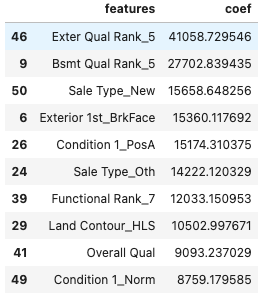 features coef
46 Exter Qual Rank_5 41058.729546
9 Bsmt Qual Rank_5 27702.839435
50 Sale Type_New 15658.648256
6 Exterior 1st_BrkFace 15360.117692
26 Condition 1_PosA 15174.310375
24 Sale Type_Oth 14222.120329
39 Functional Rank_7 12033.150953
29 Land Contour_HLS 10502.997671
41 Overall Qual 9093.237029
49 Condition 1_Norm 8759.179585